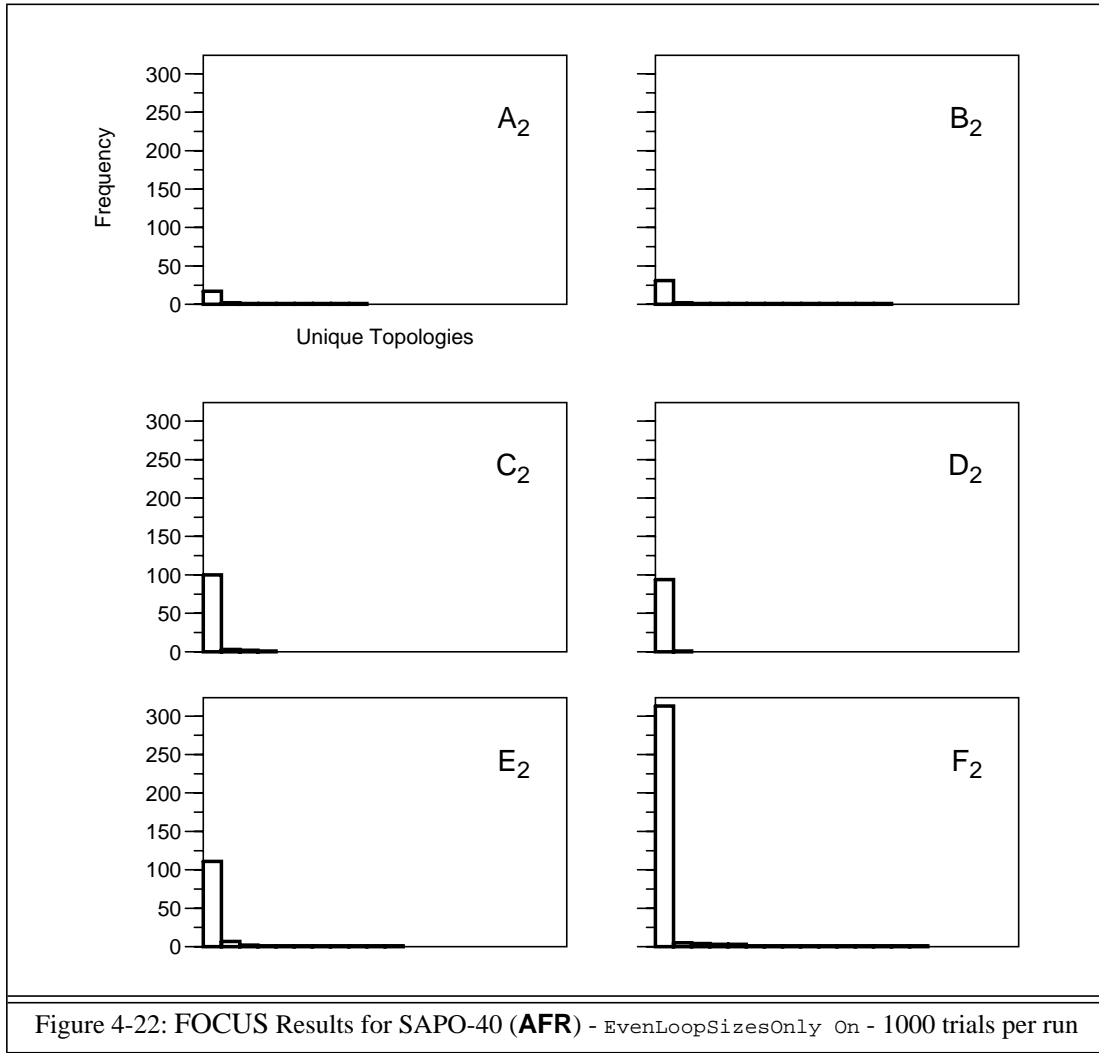 300
250
200
150
100
50
0
Frequency
Unique Topologies
A2
B2
300
250
200
150
100
50
0
C2
D2
300
250
200
150
100
50
0
E2
F2
Figure 4-22: FOCUS Results for SAPO-40 (AFR) - EvenLoopSizesOnly On - 1000 trials per run